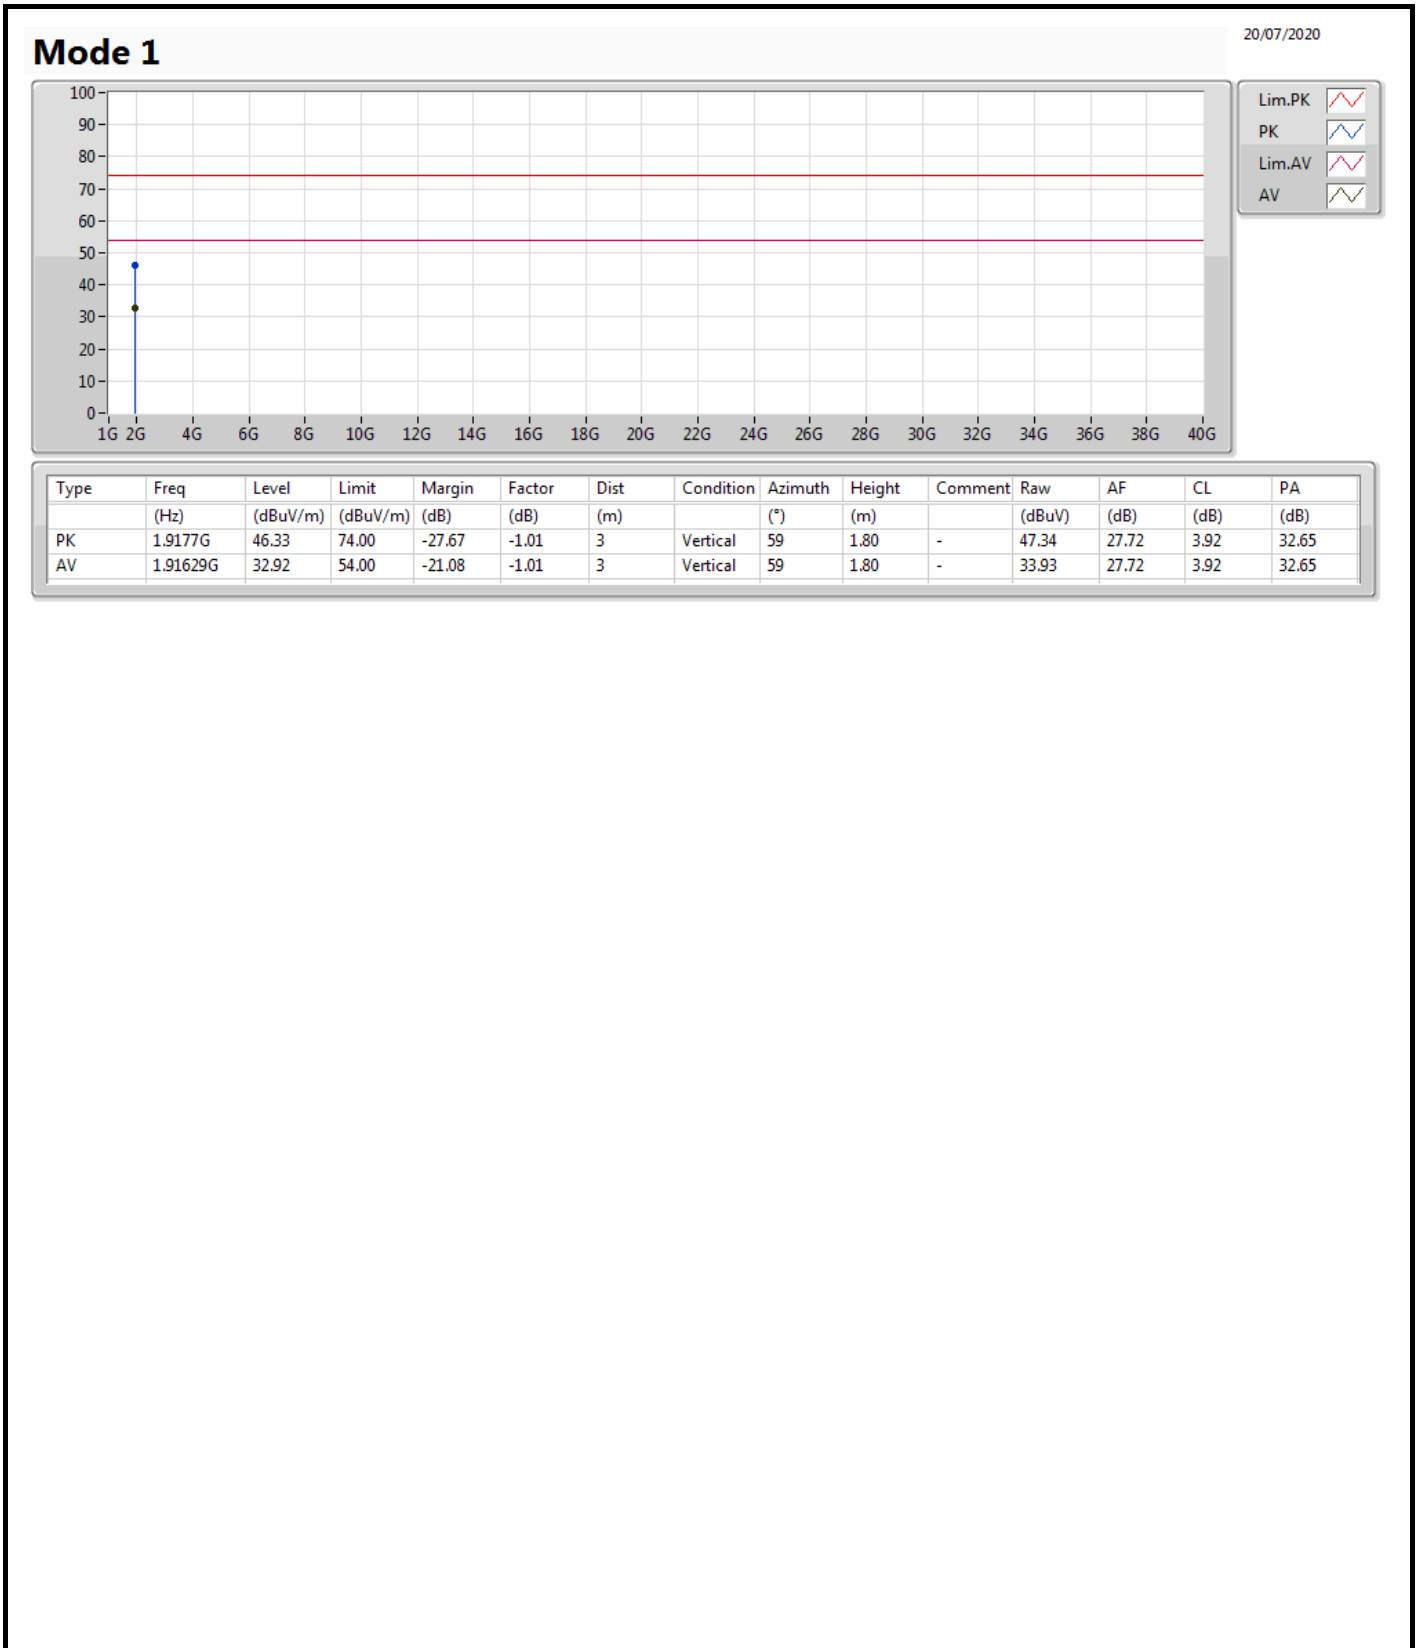 20/07/2020
Mode 1
100
90
80
70
60
50
40
30
20
10
0
1G 2G 4G 6G 8G 10G 12G 14G 16G 18G 20G 22G 24G 26G 28G 30G 32G 34G 36G 38G 40G
Lim.PK
PK
Lim.AV
AV
Type Freq Level Limit Margin Factor Dist Condition Azimuth Height Comment Raw AF CL PA
(Hz) (dBuV/m) (dBuV/m) (dB) (dB) (m) (°) (m) (dBuV) (dB) (dB) (dB)
PK 1.9177G 46.33 74.00 -27.67 -1.01 3 Vertical 59 1.80 - 47.34 27.72 3.92 32.65
AV 1.91629G 32.92 54.00 -21.08 -1.01 3 Vertical 59 1.80 - 33.93 27.72 3.92 32.65